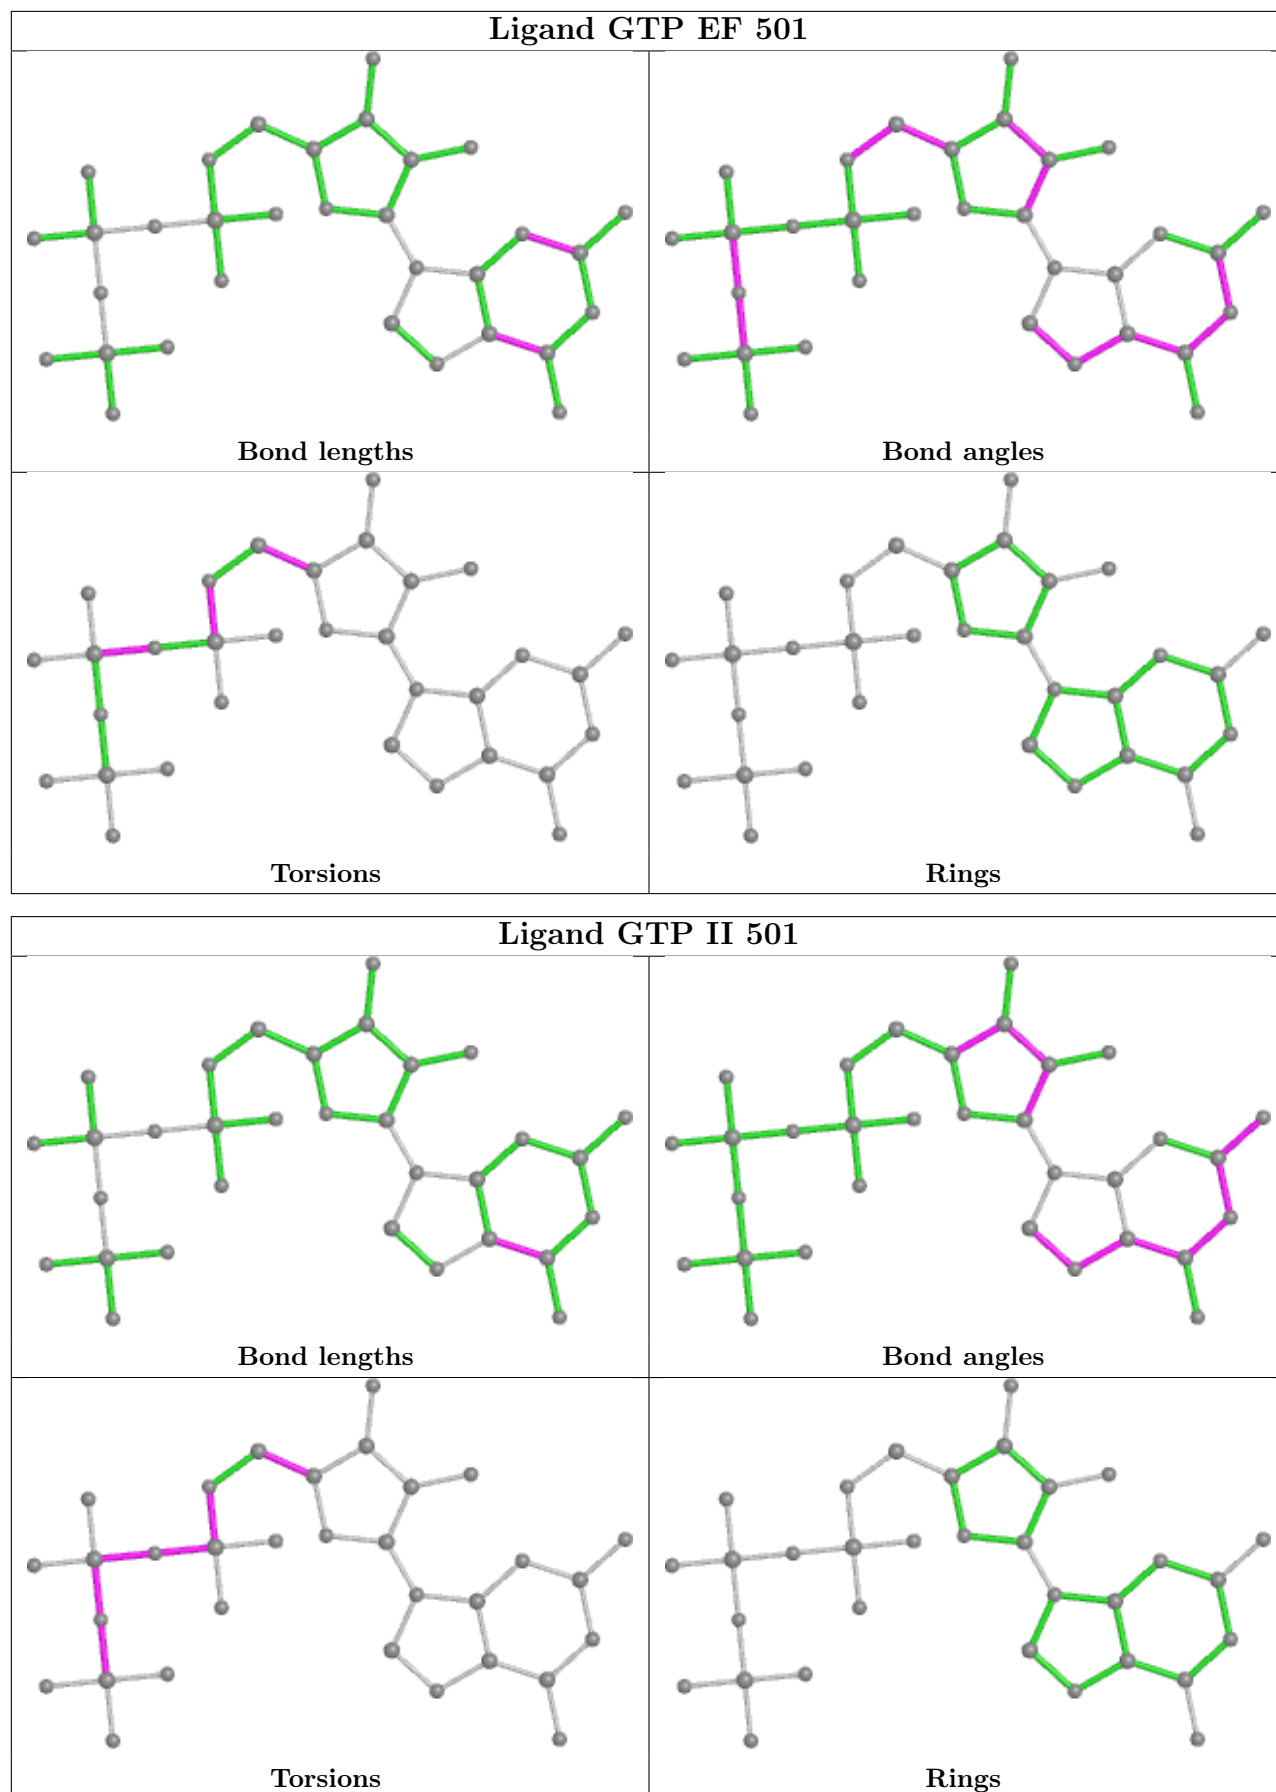 Ligand GTP EF 501
Bond lengths
Bond angles
Torsions
Rings
Ligand GTP II 501
Bond lengths
Bond angles
Torsions
Rings